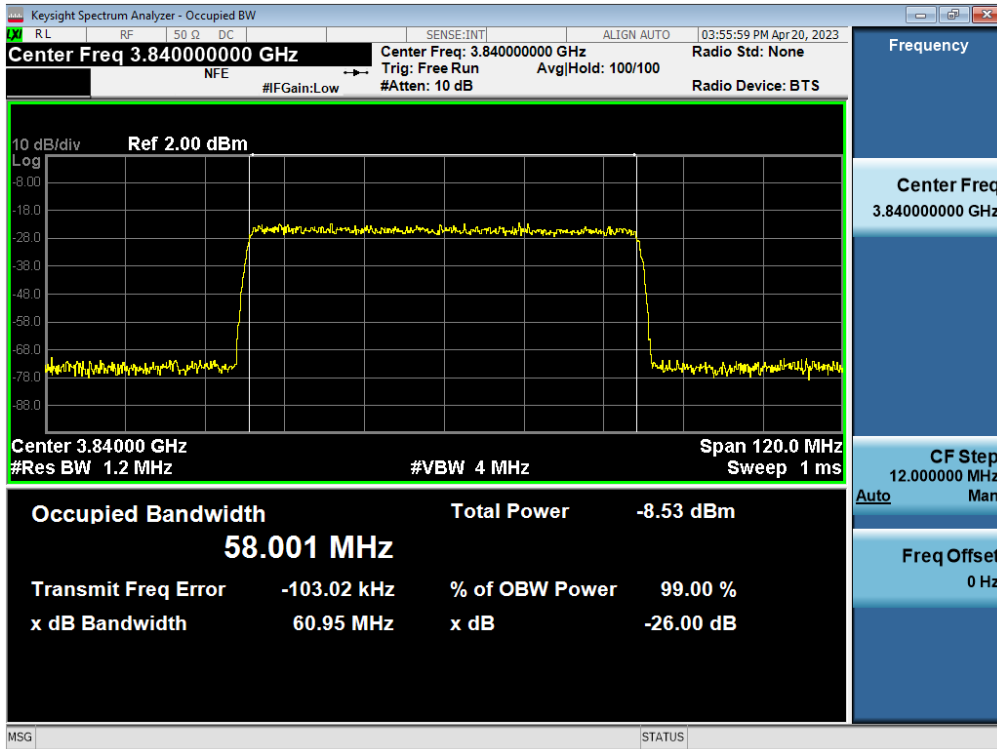 Keysight Spectrum Analyzer - Occupied BW
LXI RL RF 50 Ω DC SENSE:INT ALIGN AUTO 03:55:59 PM Apr 20, 2023
Center Freq 3.840000000 GHz Center Freq: 3.840000000 GHz Radio Std: None Frequency
NFE Trig: Free Run Avg|Hold: 100/100
#IFGain:Low #Atten: 10 dB Radio Device: BTS
10 dB/div Ref 2.00 dBm
Log
-8.00
-18.0
-28.0
-38.0
-48.0
-58.0
-68.0
-78.0
-88.0
Center 3.84000 GHz Span 120.0 MHz
#Res BW 1.2 MHz #VBW 4 MHz Sweep 1 ms
Center Freq
3.840000000 GHz
CF Step
12.000000 MHz
Auto Man
Freq Offset
0 Hz
Occupied Bandwidth Total Power -8.53 dBm
58.001 MHz
Transmit Freq Error -103.02 kHz % of OBW Power 99.00 %
x dB Bandwidth 60.95 MHz x dB -26.00 dB
MSG STATUS